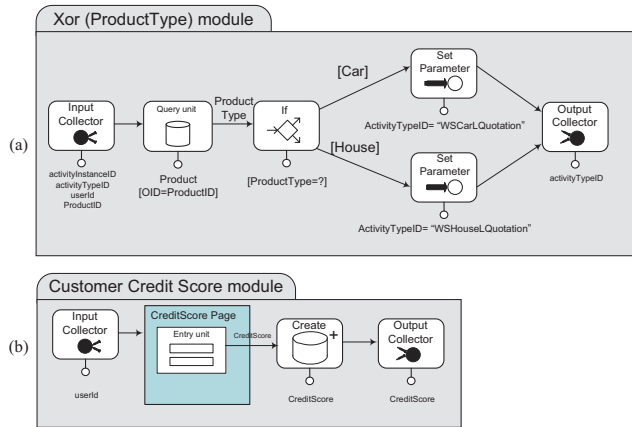 Xor (ProductType) module
(a)
Input
Collector
activityInstanceID
activityTypeID
userId
ProductID
Query unit
Product
[OID=ProductID]
Product
Type
If
[ProductType=?]
[Car]
[House]
Set
Parameter
ActivityTypeID= “WSCarLQuotation”
Set
Parameter
ActivityTypeID= “WSHouseLQuotation”
Output
Collector
activityTypeID
Customer Credit Score module
(b)
Input
Collector
userId
CreditScore Page
Entry unit
CreditScore
Create
+
CreditScore
Output
Collector
CreditScore